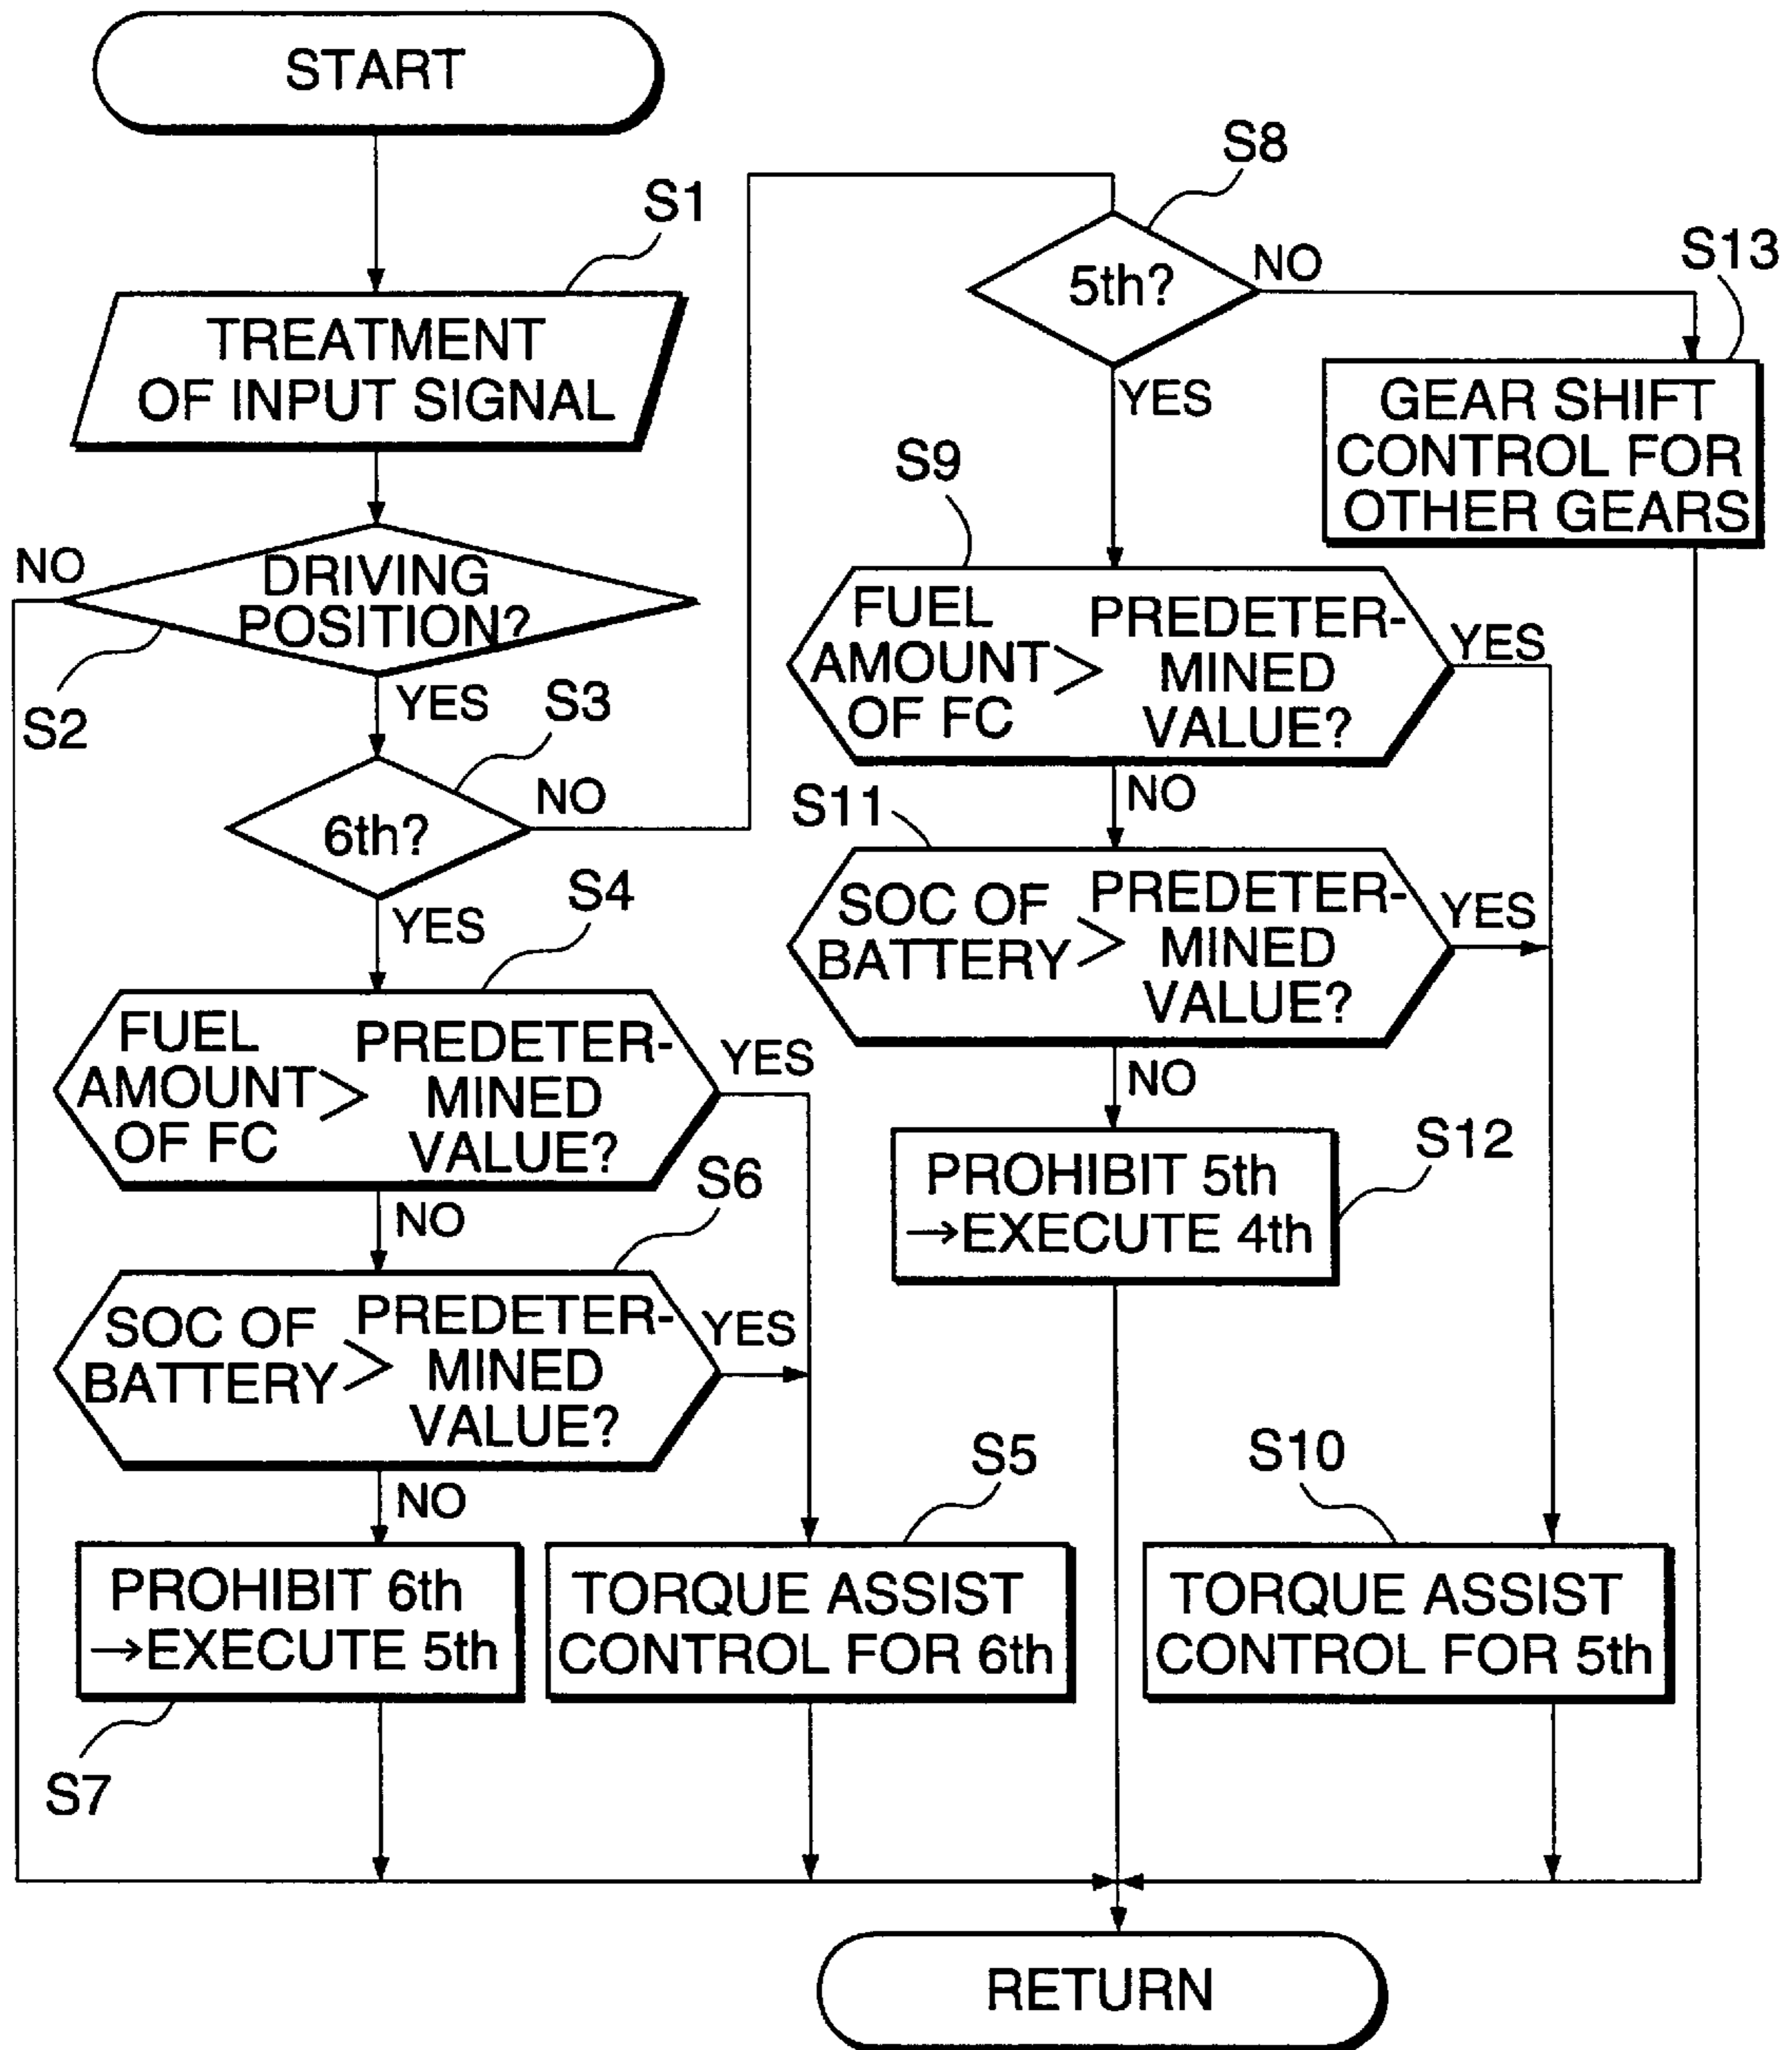 START
S1
TREATMENT
OF INPUT SIGNAL
NO
DRIVING
POSITION?
S2
YES
S3
6th?
NO
YES
S4
FUEL
AMOUNT
OF FC
>
PREDETER-
MINED
VALUE?
YES
NO
S6
SOC OF
BATTERY
>
PREDETER-
MINED
VALUE?
YES
NO
PROHIBIT 6th
→EXECUTE 5th
S7
S5
TORQUE ASSIST
CONTROL FOR 6th
S8
5th?
NO
S13
GEAR SHIFT
CONTROL FOR
OTHER GEARS
YES
S9
FUEL
AMOUNT
OF FC
>
PREDETER-
MINED
VALUE?
YES
NO
S11
SOC OF
BATTERY
>
PREDETER-
MINED
VALUE?
YES
NO
S12
PROHIBIT 5th
→EXECUTE 4th
S10
TORQUE ASSIST
CONTROL FOR 5th
RETURN